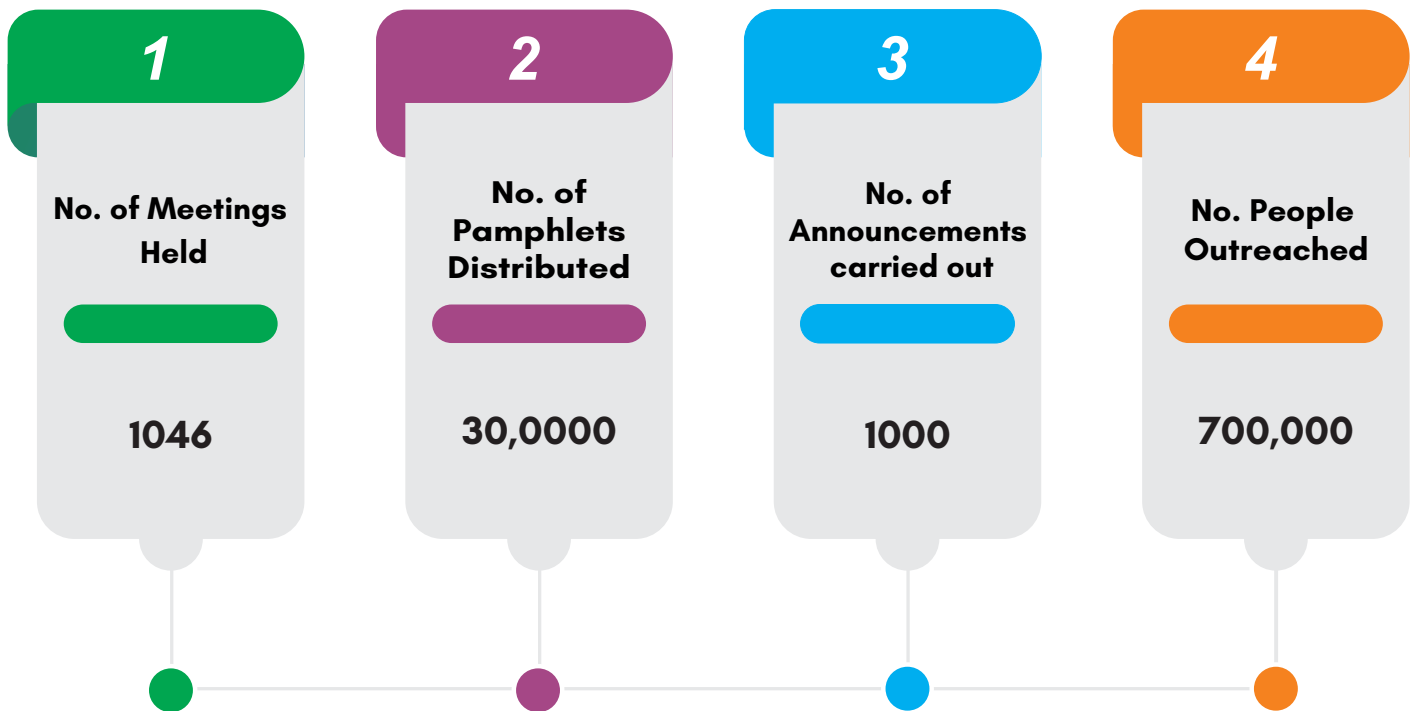 1
No. of Meetings
Held
1046
2
No. of
Pamphlets
Distributed
30,0000
3
No. of
Announcements
carried out
1000
4
No. People
Outreached
700,000